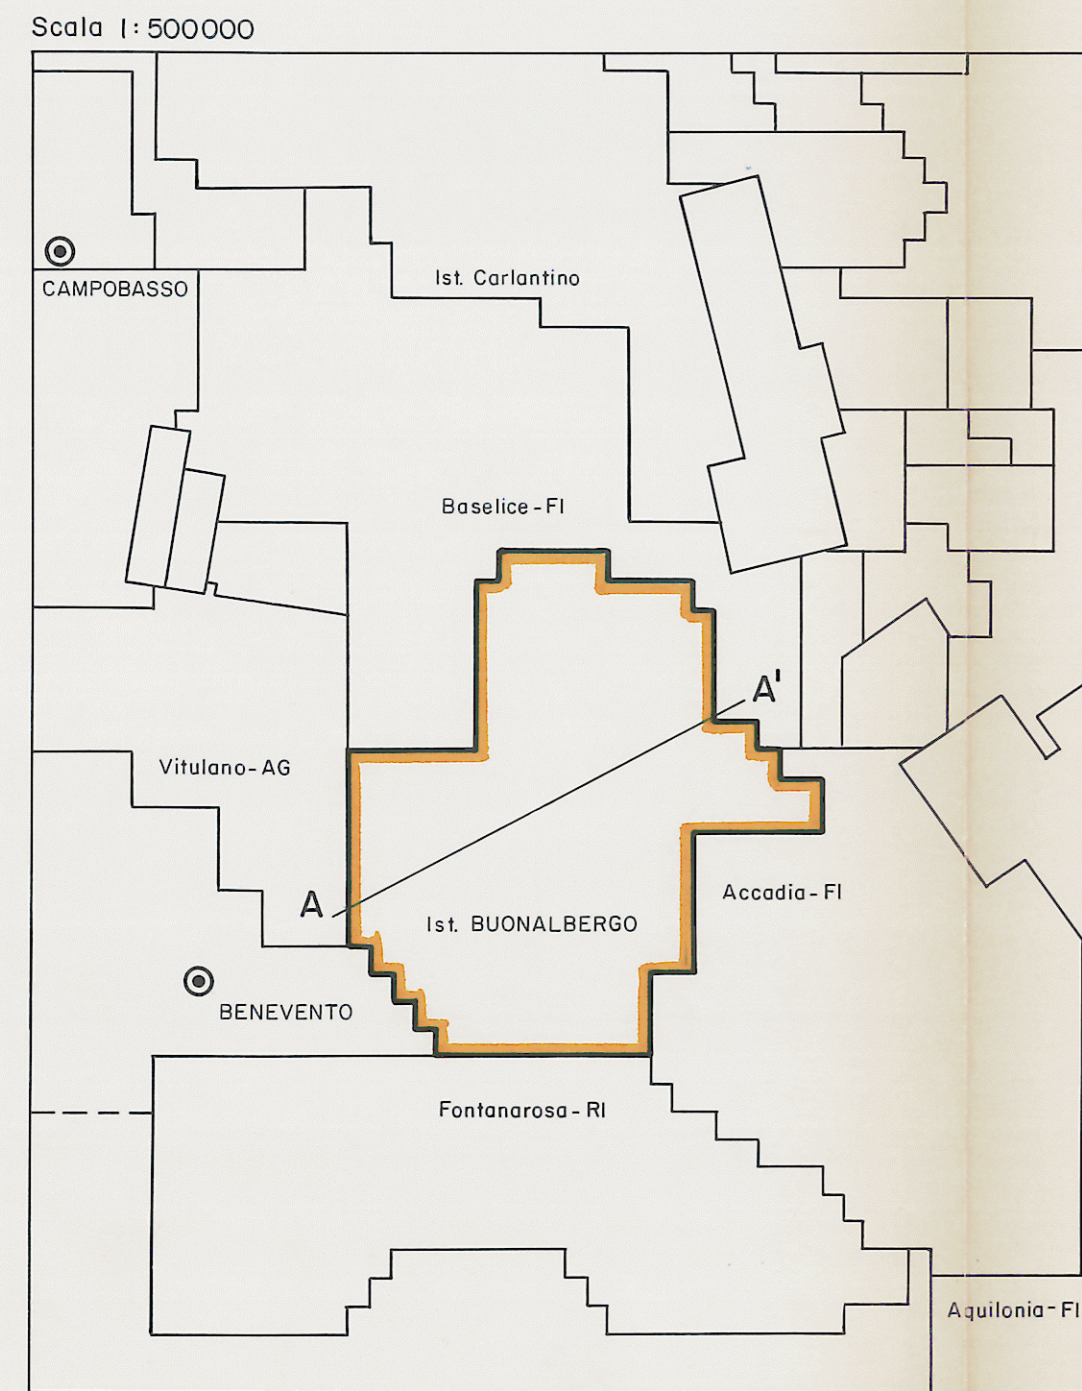 Scala 1:500000
Ist. Carlantino
CAMPOBASSO
Baselice-FI
A'
Vitulano-AG
Accadia-FI
A
Ist. BUONALBERGO
BENEVENTO
Fontanarosa-RI
Aquilonia-FI